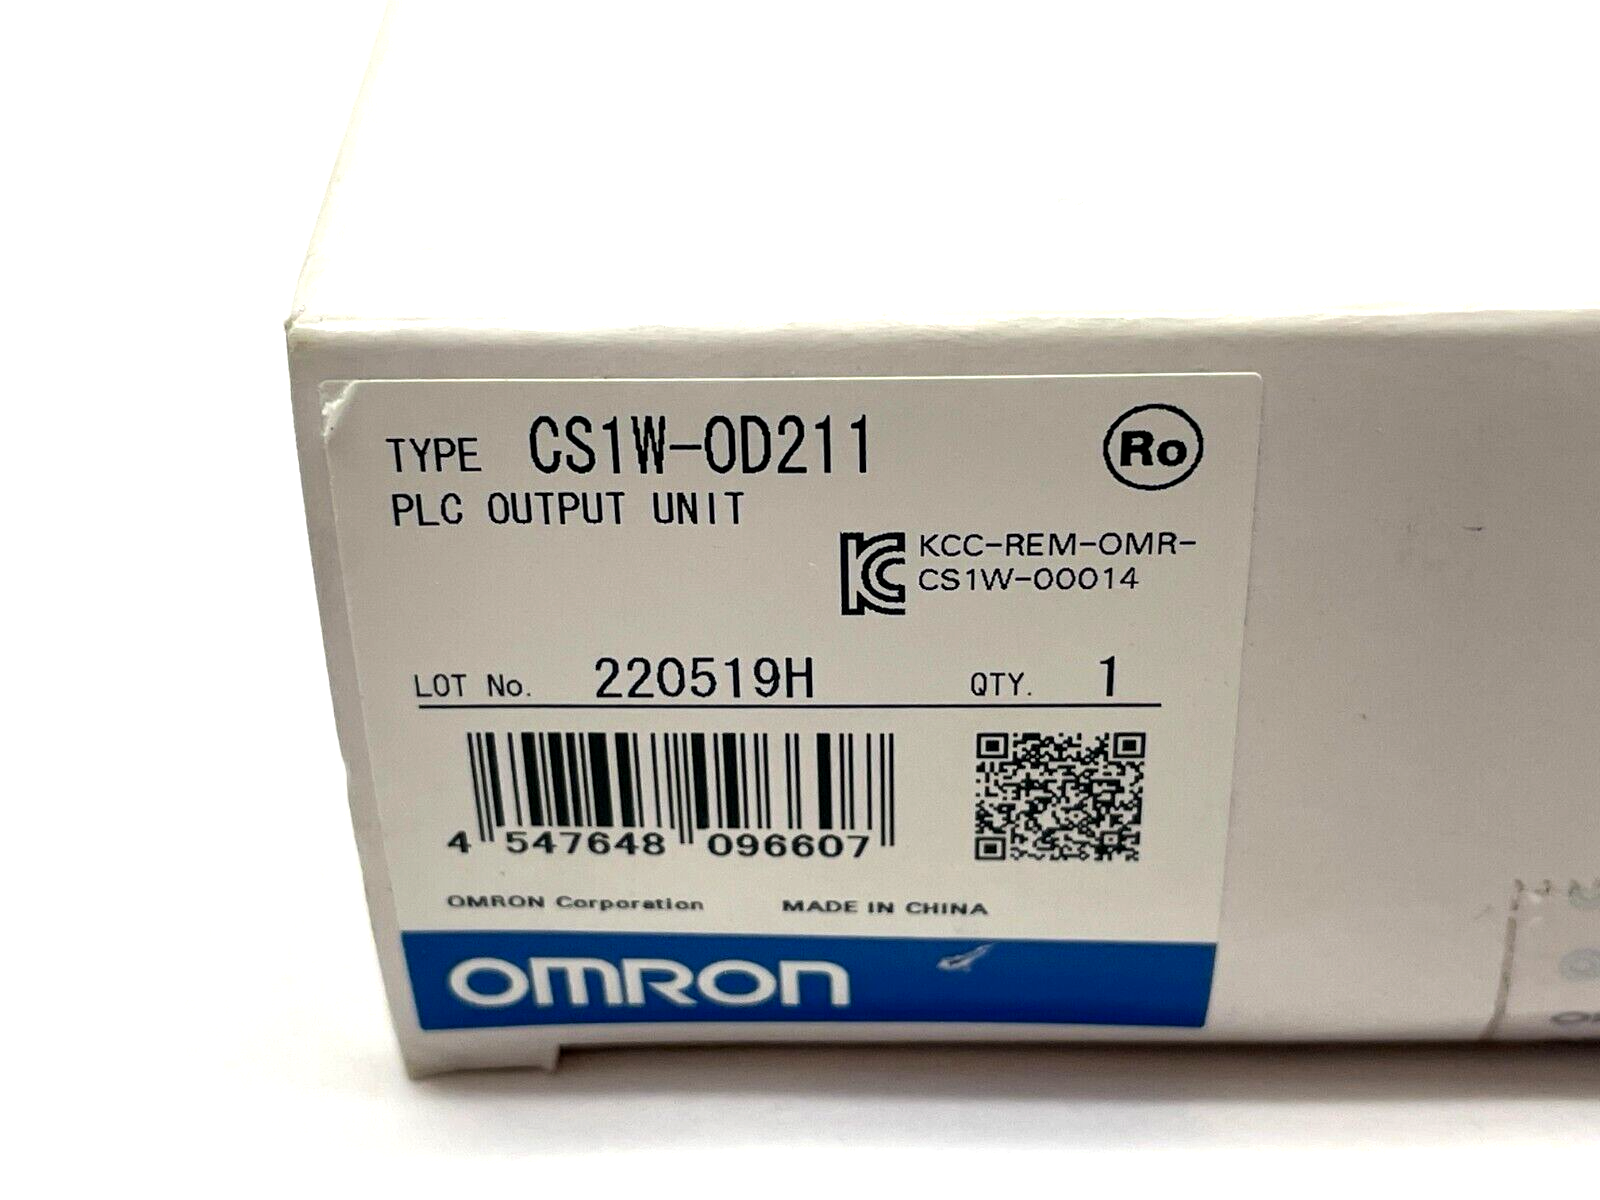 TYPE CS1W-OD211
Ro
PLC OUTPUT UNIT
KCC-REM-OMR-
CS1W-00014
LOT No. 220519H QTY. 1
4 547648 096607
OMRON Corporation MADE IN CHINA
OMRON